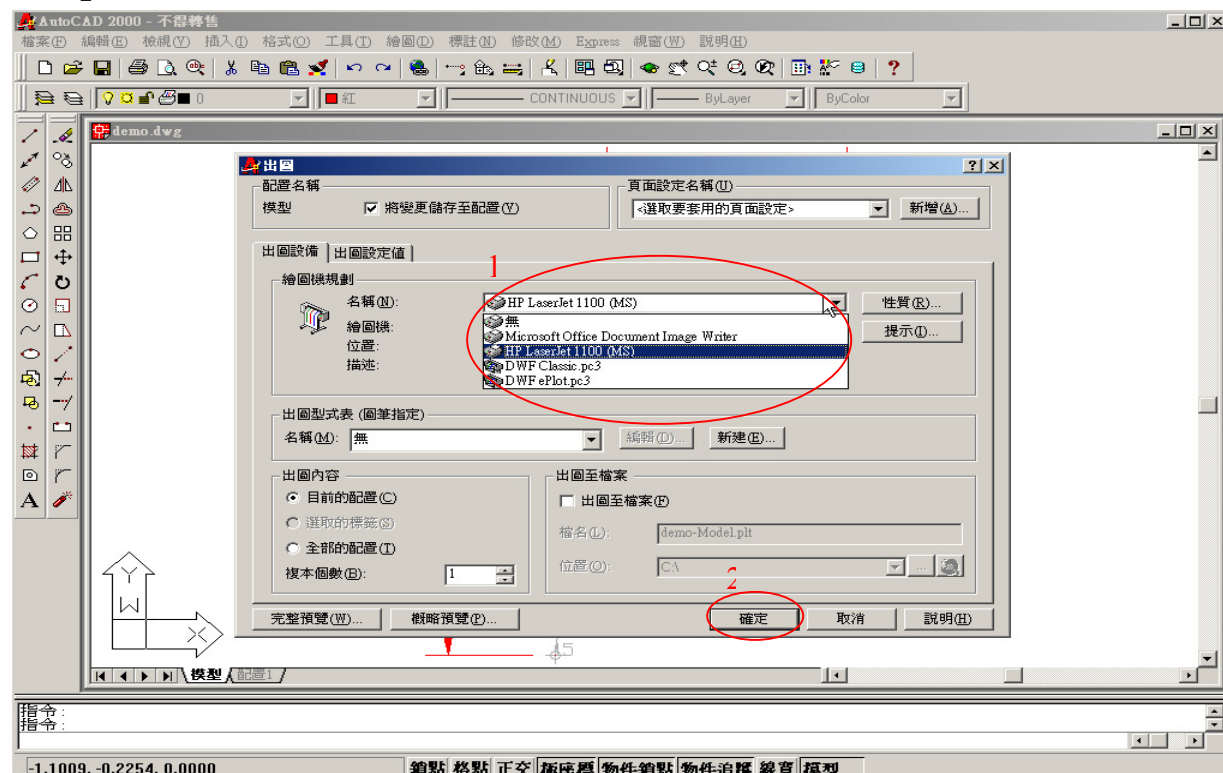 AutoCAD 2000 - 不得轉售
檔案(F) 編輯(E) 檢視(V) 插入(I) 格式(O) 工具(T) 繪圖(D) 標註(N) 修改(M) Express 視窗(W) 說明(H)
0 紅 CONTINUOUS ByLayer ByColor
demo.dwg
出圖
配置名稱 頁面設定名稱(U)
模型 將變更儲存至配置(V) <選取要套用的頁面設定> 新增(A)...
出圖設備 出圖設定值
1
繪圖機規劃
名稱(N): HP LaserJet 1100 (MS) 性質(R)...
無
繪圖機: Microsoft Office Document Image Writer 提示(I)...
位置: HP LaserJet 1100 (MS)
描述: DWF Classic.pc3
DWF ePlot.pc3
出圖型式表 (圖筆指定)
名稱(M): 無 編輯(D)... 新建(E)...
出圖內容 出圖至檔案
目前的配置(C) 出圖至檔案(F)
選取的標籤(S) 檔名(L): demo-Model.plt
全部的配置(T)
複本個數(B): 1 位置(O): C:\ ...
2
完整預覽(W)... 概略預覽(P)... 確定 取消 說明(H)
Y
W
X
5
模型 配置1
指令:
指令:
-1.1009, -0.2254, 0.0000 鎖點 格點 正交 極座標 物件鎖點 物件追蹤 線寬 模型